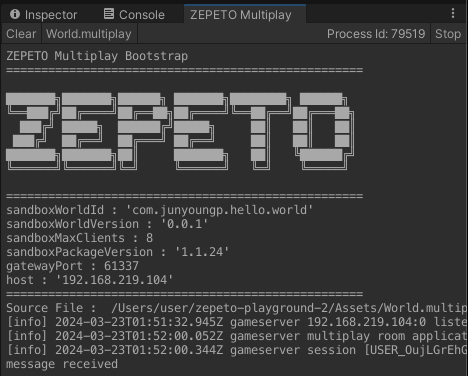 Inspector Console ZEPETO Multiplay
Clear World.multiplay Process Id: 79519 Stop
ZEPETO Multiplay Bootstrap
===================================================
ZEPETO
===================================================
sandboxWorldId : 'com.junyoungp.hello.world'
sandboxWorldVersion : '0.0.1'
sandboxMaxClients : 8
sandboxPackageVersion : '1.1.24'
gatewayPort : 61337
host : '192.168.219.104'
===================================================
Source File :  /Users/user/zepeto-playground-2/Assets/World.multip
[info] 2024-03-23T01:51:32.945Z gameserver 192.168.219.104:0 liste
[info] 2024-03-23T01:52:00.052Z gameserver multiplay room applicat
[info] 2024-03-23T01:52:00.344Z gameserver session [USER_OujLGrEhG
message received